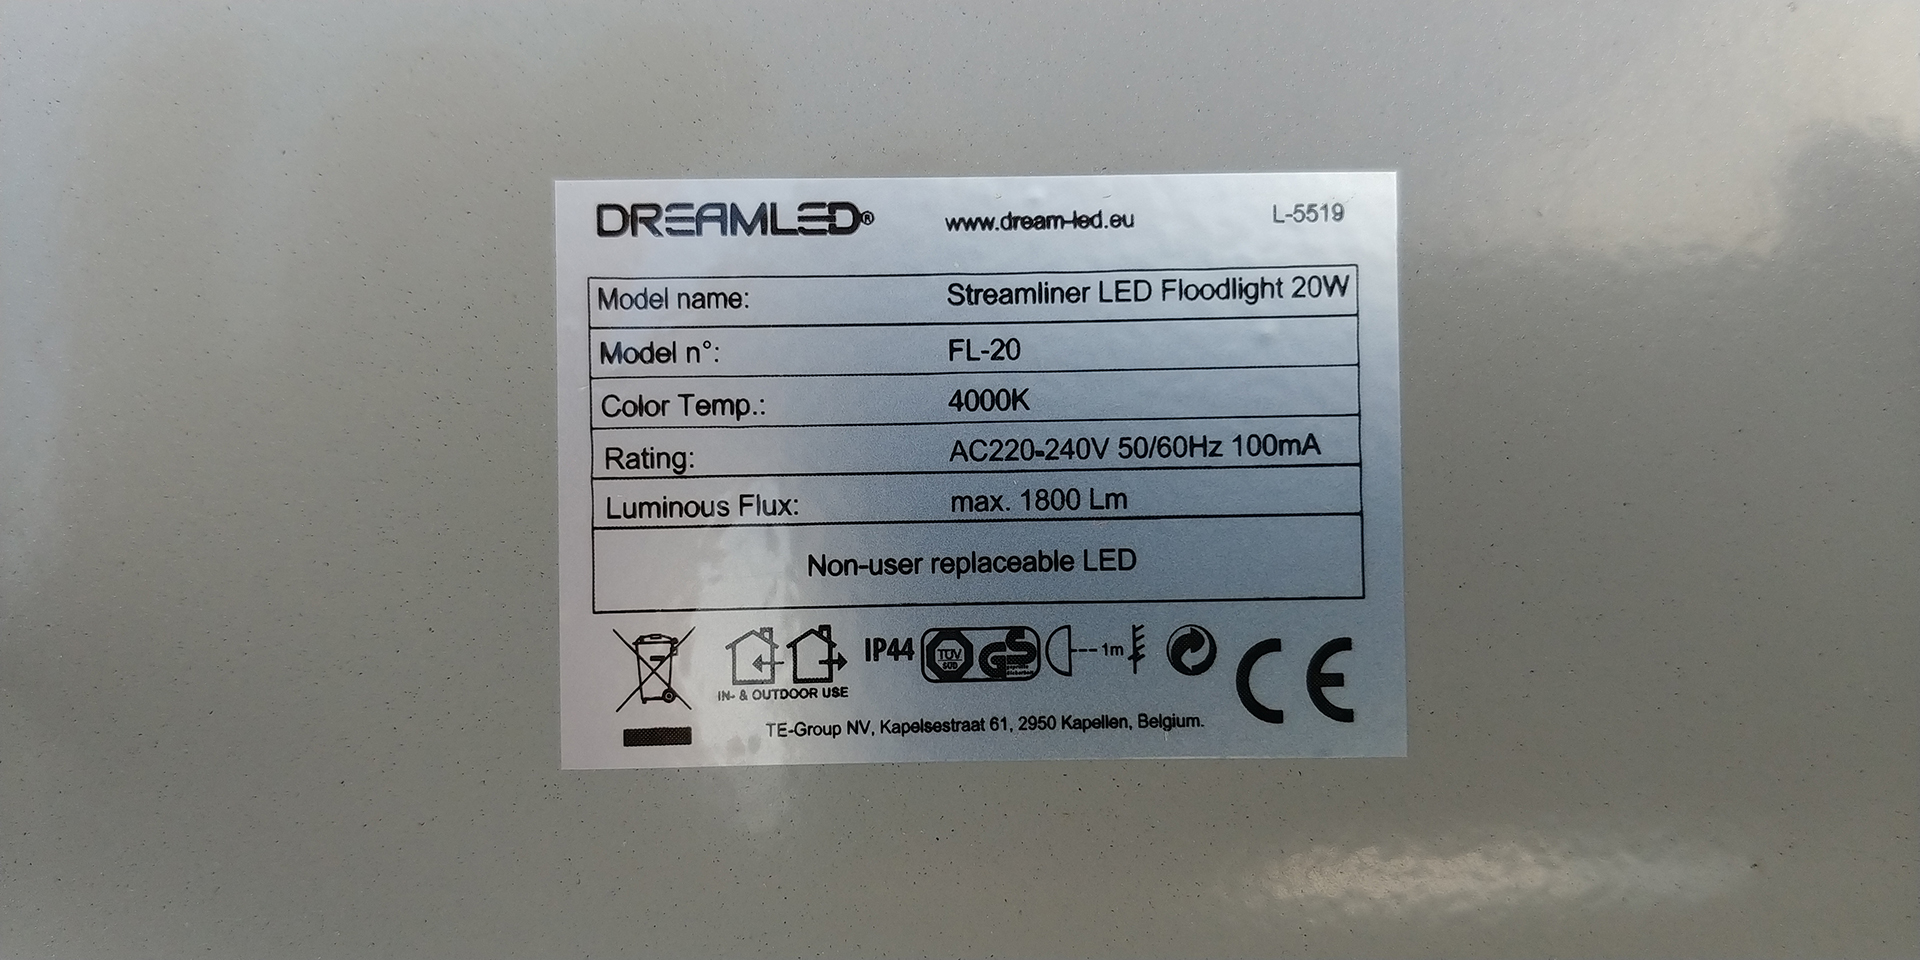 DREAMLED® www.dream-led.eu L-5519
Model name: Streamliner LED Floodlight 20W
Model n°: FL-20
Color Temp.: 4000K
Rating: AC220-240V 50/60Hz 100mA
Luminous Flux: max. 1800 Lm
Non-user replaceable LED
IP44 TÜV SÜD GS 1m CE
IN- & OUTDOOR USE
TE-Group NV, Kapelsestraat 61, 2950 Kapellen, Belgium.